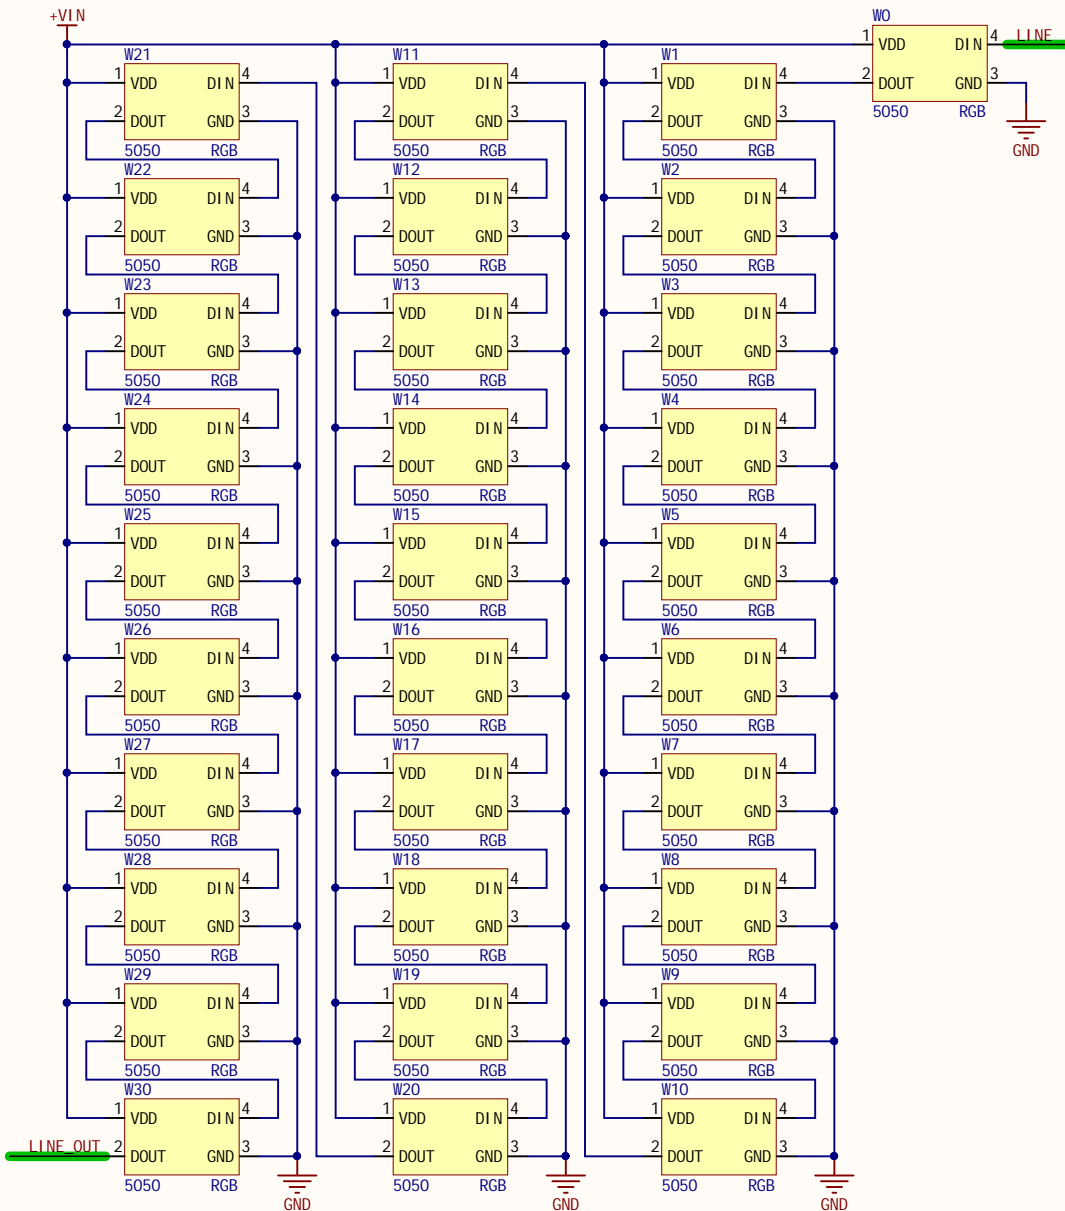 +VIN W0
1 VDD DIN 4 LINE
W21 W11 W1
1 VDD DIN 4 1 VDD DIN 4 1 VDD DIN 4 2 DOUT GND 3
5050 RGB
2 DOUT GND 3 2 DOUT GND 3 2 DOUT GND 3
5050 RGB 5050 RGB 5050 RGB GND
W22 W12 W2
1 VDD DIN 4 1 VDD DIN 4 1 VDD DIN 4
2 DOUT GND 3 2 DOUT GND 3 2 DOUT GND 3
5050 RGB 5050 RGB 5050 RGB
W23 W13 W3
1 VDD DIN 4 1 VDD DIN 4 1 VDD DIN 4
2 DOUT GND 3 2 DOUT GND 3 2 DOUT GND 3
5050 RGB 5050 RGB 5050 RGB
W24 W14 W4
1 VDD DIN 4 1 VDD DIN 4 1 VDD DIN 4
2 DOUT GND 3 2 DOUT GND 3 2 DOUT GND 3
5050 RGB 5050 RGB 5050 RGB
W25 W15 W5
1 VDD DIN 4 1 VDD DIN 4 1 VDD DIN 4
2 DOUT GND 3 2 DOUT GND 3 2 DOUT GND 3
5050 RGB 5050 RGB 5050 RGB
W26 W16 W6
1 VDD DIN 4 1 VDD DIN 4 1 VDD DIN 4
2 DOUT GND 3 2 DOUT GND 3 2 DOUT GND 3
5050 RGB 5050 RGB 5050 RGB
W27 W17 W7
1 VDD DIN 4 1 VDD DIN 4 1 VDD DIN 4
2 DOUT GND 3 2 DOUT GND 3 2 DOUT GND 3
5050 RGB 5050 RGB 5050 RGB
W28 W18 W8
1 VDD DIN 4 1 VDD DIN 4 1 VDD DIN 4
2 DOUT GND 3 2 DOUT GND 3 2 DOUT GND 3
5050 RGB 5050 RGB 5050 RGB
W29 W19 W9
1 VDD DIN 4 1 VDD DIN 4 1 VDD DIN 4
2 DOUT GND 3 2 DOUT GND 3 2 DOUT GND 3
5050 RGB 5050 RGB 5050 RGB
W30 W20 W10
1 VDD DIN 4 1 VDD DIN 4 1 VDD DIN 4
LINE_OUT 2 DOUT GND 3 2 DOUT GND 3 2 DOUT GND 3
5050 RGB 5050 RGB 5050 RGB
GND GND GND